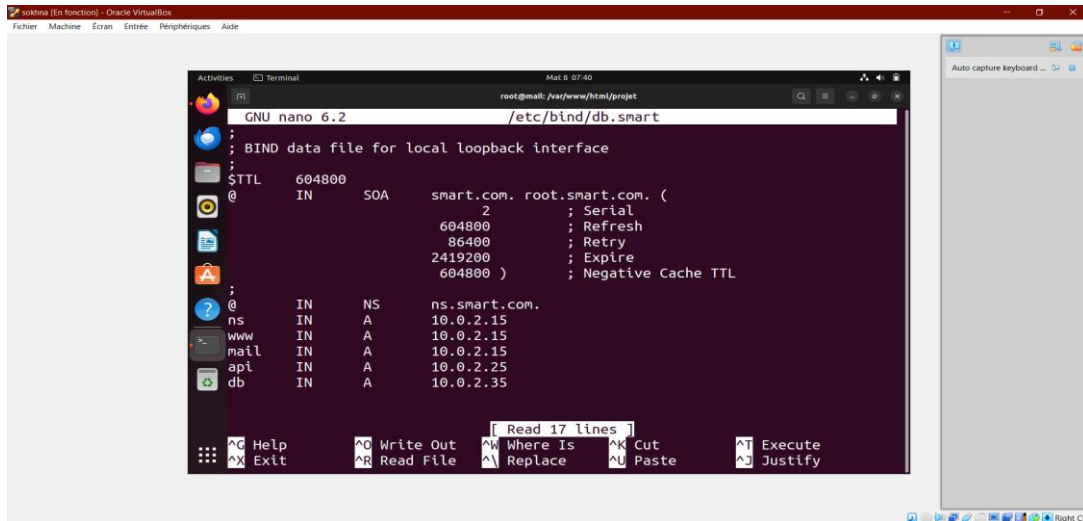 sokhna [En fonction] - Oracle VirtualBox
Fichier Machine Écran Entrée Périphériques Aide
Auto capture keyboard ...
Activities Terminal Mat 8 07:40
root@mail: /var/www/html/projet
GNU nano 6.2 /etc/bind/db.smart
;
; BIND data file for local loopback interface
;
$TTL 604800
@ IN SOA smart.com. root.smart.com. (
2 ; Serial
604800 ; Refresh
86400 ; Retry
2419200 ; Expire
604800 ) ; Negative Cache TTL
;
@ IN NS ns.smart.com.
ns IN A 10.0.2.15
www IN A 10.0.2.15
mail IN A 10.0.2.15
api IN A 10.0.2.25
db IN A 10.0.2.35
[ Read 17 lines ]
^G Help ^O Write Out ^W Where Is ^K Cut ^T Execute
^X Exit ^R Read File ^\ Replace ^U Paste ^J Justify
Right C